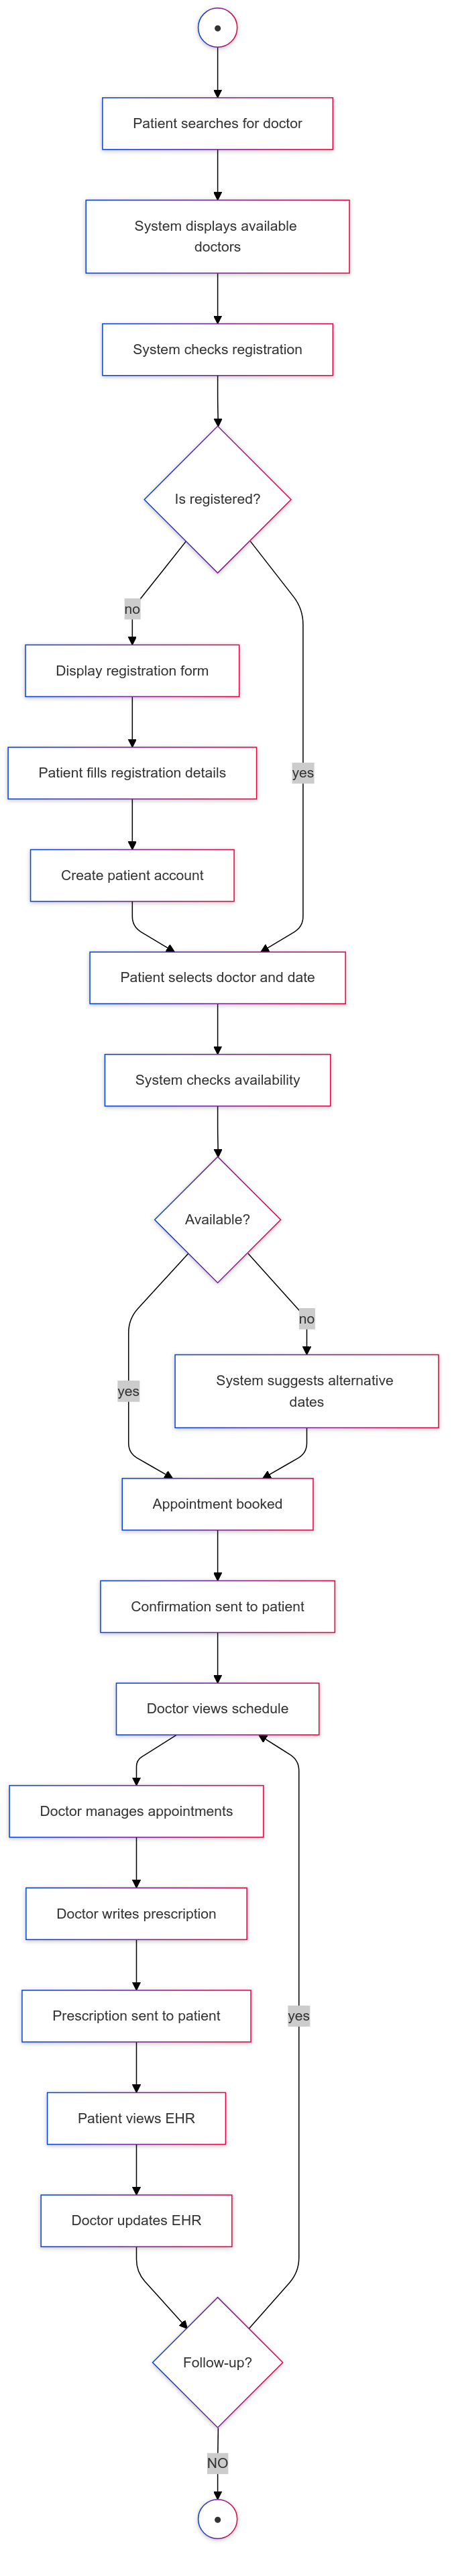 Patient searches for doctor
System displays available
doctors
System checks registration
Is registered?
no
Display registration form
Patient fills registration details
yes
Create patient account
Patient selects doctor and date
System checks availability
Available?
no
System suggests alternative
dates
yes
Appointment booked
Confirmation sent to patient
Doctor views schedule
Doctor manages appointments
Doctor writes prescription
Prescription sent to patient
yes
Patient views EHR
Doctor updates EHR
Follow-up?
NO